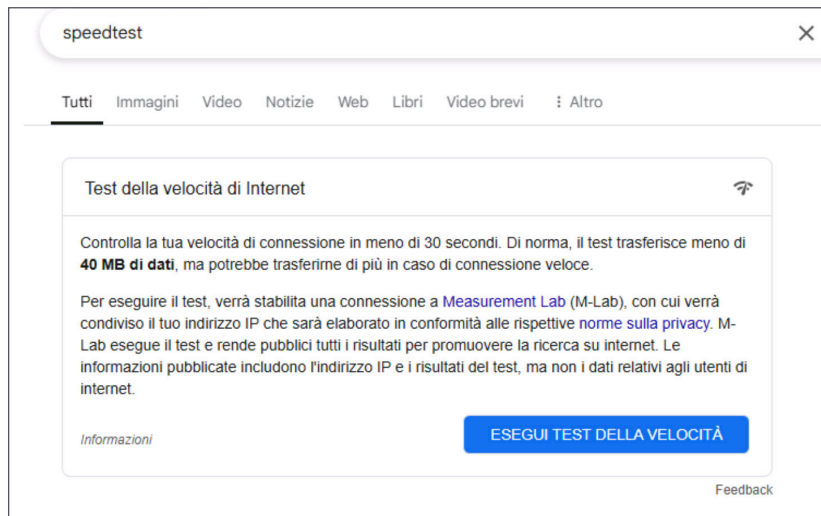 speedtest
Tutti Immagini Video Notizie Web Libri Video brevi Altro
Test della velocità di Internet
Controlla la tua velocità di connessione in meno di 30 secondi. Di norma, il test trasferisce meno di
40 MB di dati, ma potrebbe trasferirne di più in caso di connessione veloce.
Per eseguire il test, verrà stabilita una connessione a Measurement Lab (M-Lab), con cui verrà
condiviso il tuo indirizzo IP che sarà elaborato in conformità alle rispettive norme sulla privacy. M-
Lab esegue il test e rende pubblici tutti i risultati per promuovere la ricerca su internet. Le
informazioni pubblicate includono l'indirizzo IP e i risultati del test, ma non i dati relativi agli utenti di
internet.
Informazioni
ESEGUI TEST DELLA VELOCITÀ
Feedback